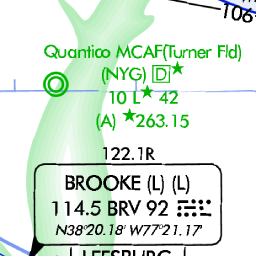 106
Quantico MCAF(Turner Fld)
(NYG) D★
10 L★ 42
(A) ★263.15
122.1R
BROOKE (L) (L)
114.5 BRV 92
N38°20.18' W77°21.17'
LEESBURG